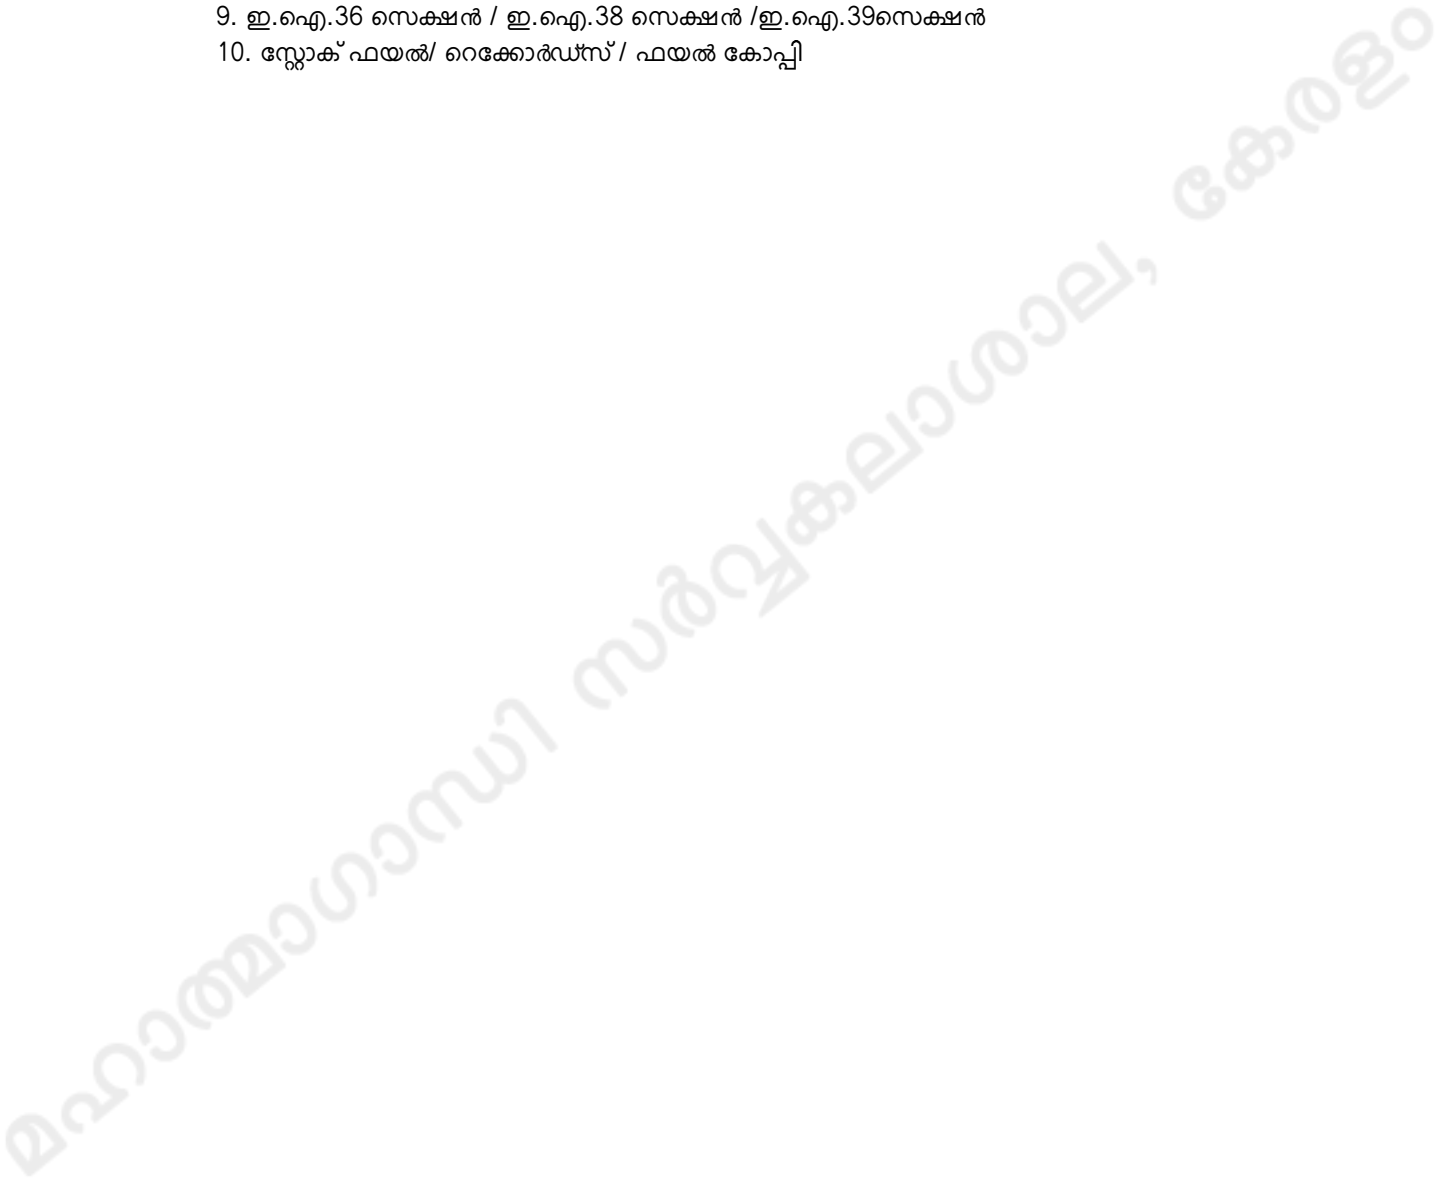 9. ഇ.ഐ.36 സെക്ഷൻ / ഇ.ഐ.38 സെക്ഷൻ /ഇ.ഐ.39സെക്ഷൻ
10. സ്റ്റോക് ഫയൽ/ റെക്കോർഡ്സ് / ഫയൽ കോപ്പി
മഹാത്മാഗാന്ധി സർവ്വകലാശാല, കേരളം